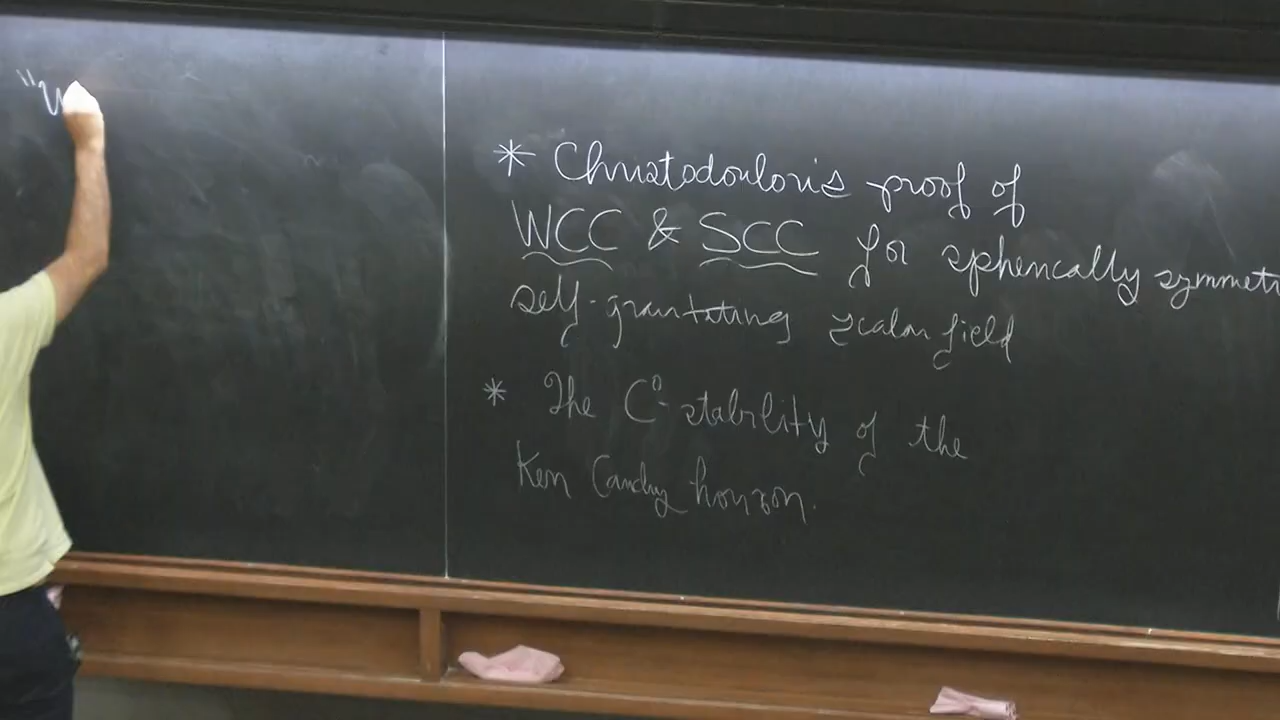 "W
* Christodoulou's proof of
WCC & SCC for spherically symmetr
self-gravitating scalar field
* The C⁰-stability of the
Kerr Cauchy horizon.